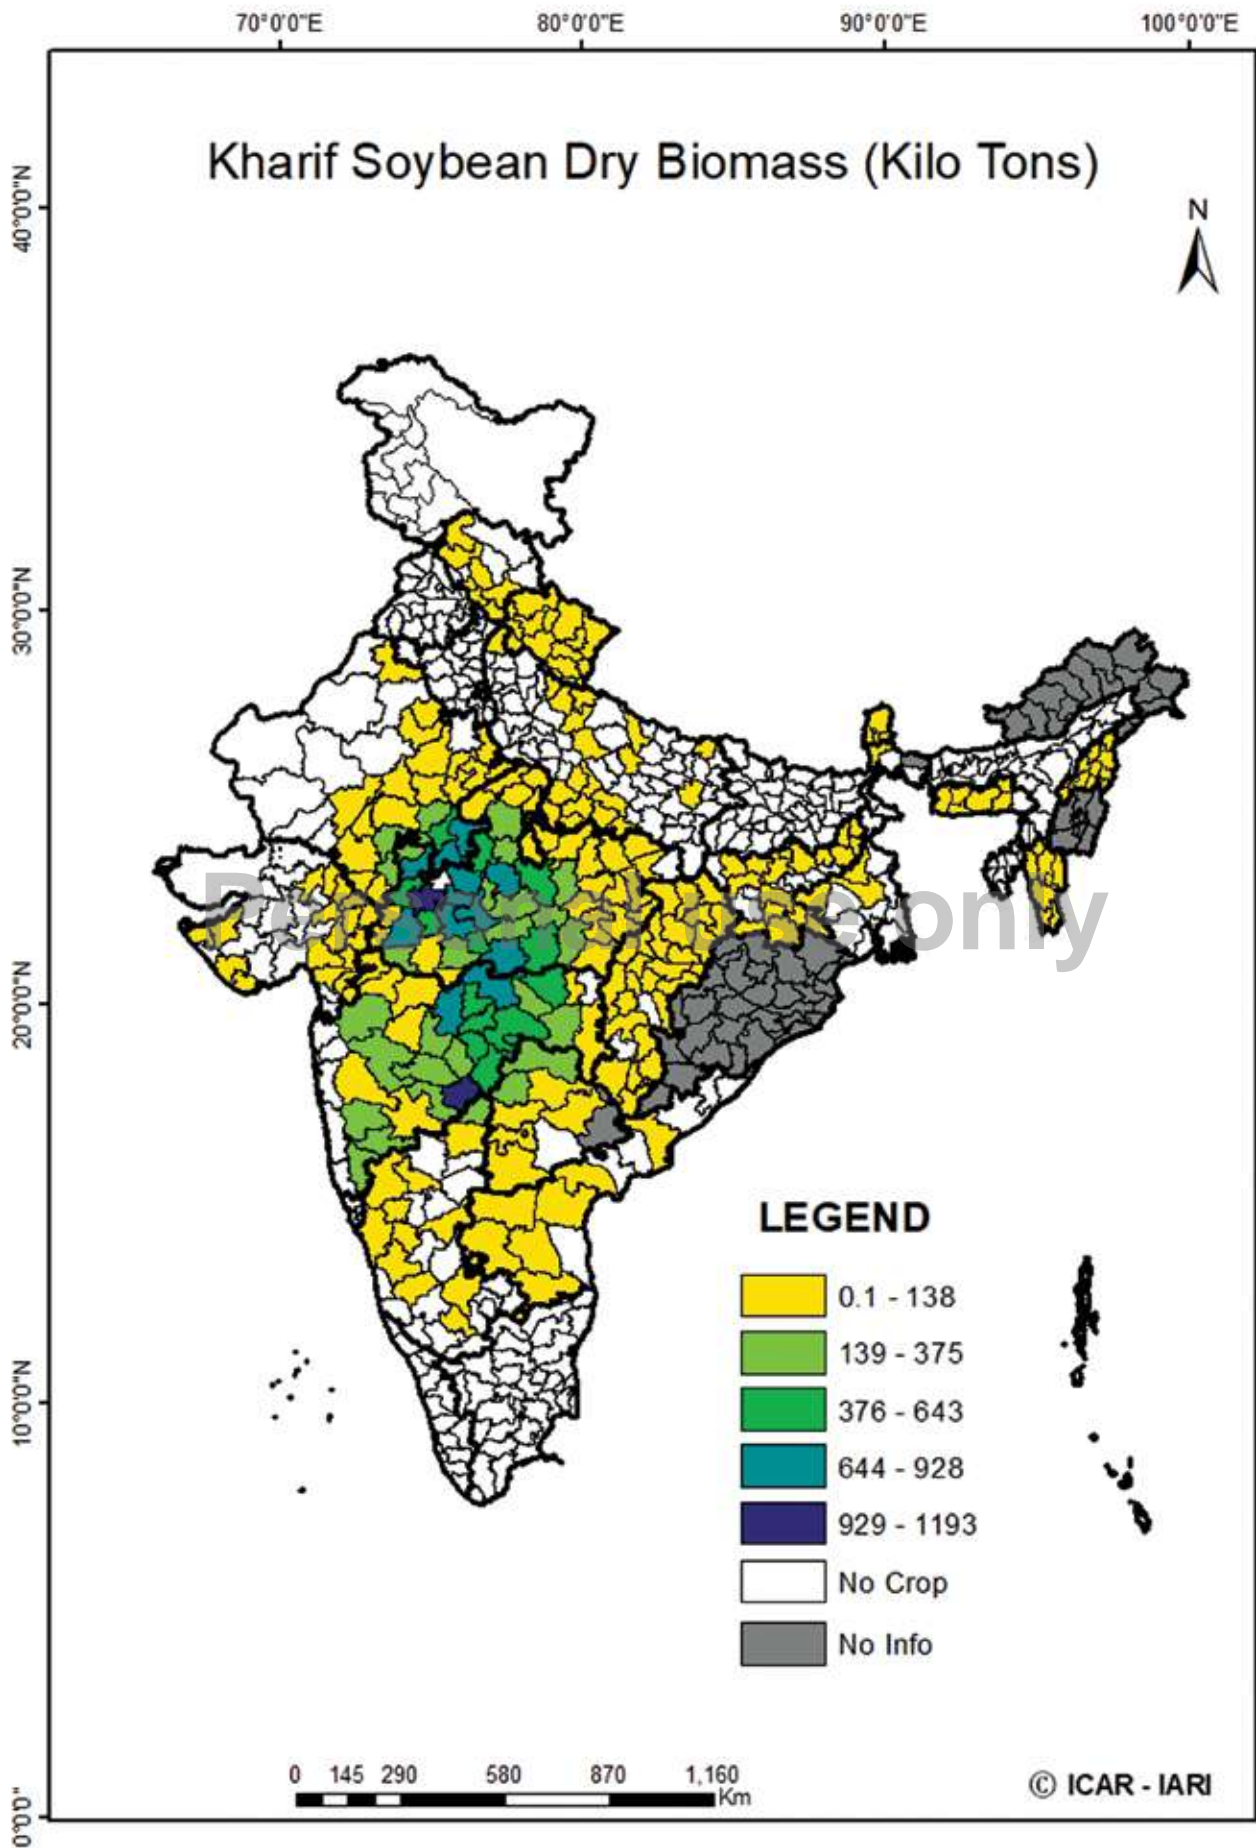 70°0'0"E 80°0'0"E 90°0'0"E 100°0'0"E
Kharif Soybean Dry Biomass (Kilo Tons)
40°0'0"N
N
30°0'0"N
Personal use only
20°0'0"N
LEGEND
0.1 - 138
139 - 375
376 - 643
10°0'0"N
644 - 928
929 - 1193
No Crop
No Info
0 145 290 580 870 1,160
Km
© ICAR - IARI
0°0'0"